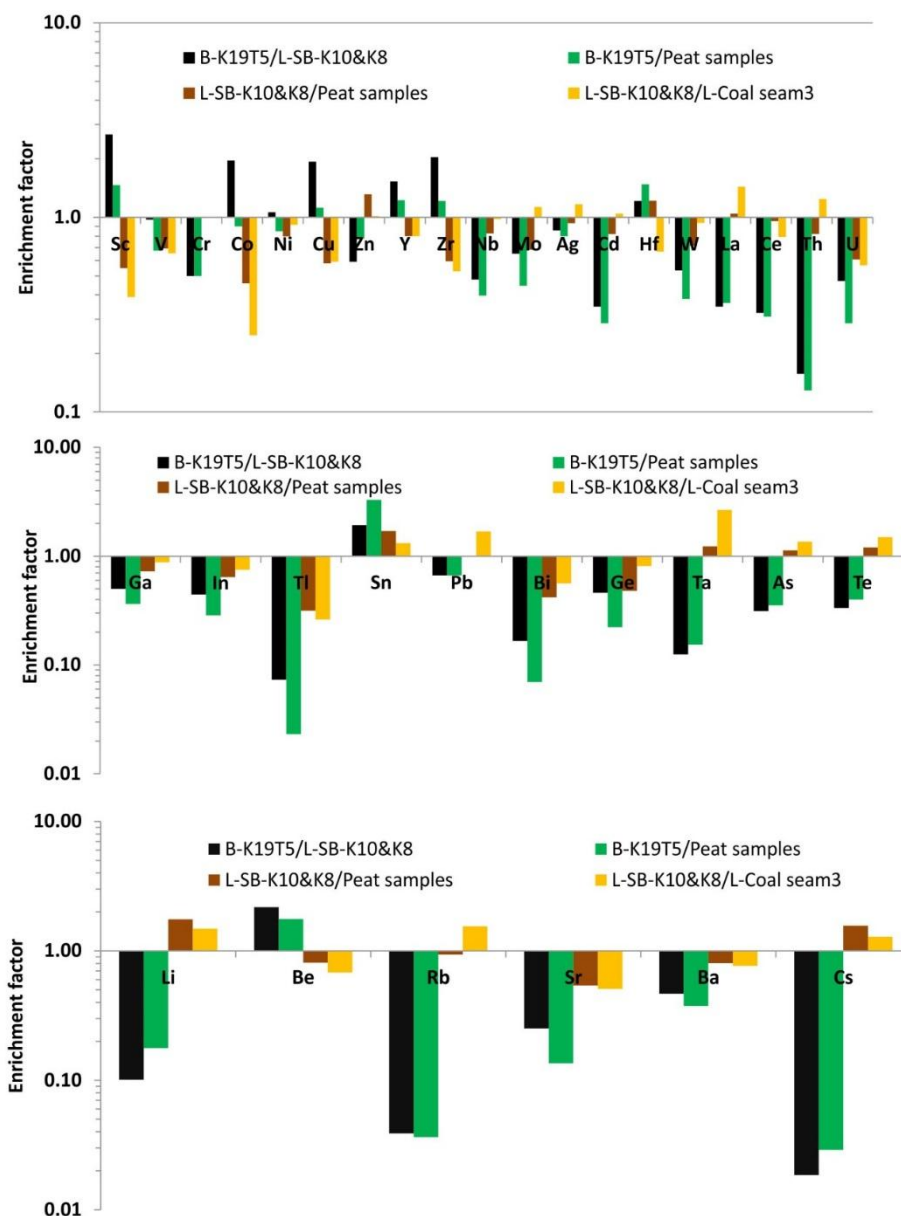 10.0
B-K19T5/L-SB-K10&K8 B-K19T5/Peat samples
L-SB-K10&K8/Peat samples L-SB-K10&K8/L-Coal seam3
Enrichment factor
1.0
Sc V Cr Co Ni Cu Zn Y Zr Nb Mo Ag Cd Hf W La Ce Th U
0.1
10.00
B-K19T5/L-SB-K10&K8 B-K19T5/Peat samples
L-SB-K10&K8/Peat samples L-SB-K10&K8/L-Coal seam3
Enrichment factor
1.00
Ga In Tl Sn Pb Bi Ge Ta As Te
0.10
0.01
10.00
B-K19T5/L-SB-K10&K8 B-K19T5/Peat samples
L-SB-K10&K8/Peat samples L-SB-K10&K8/L-Coal seam3
Enrichment factor
1.00
Li Be Rb Sr Ba Cs
0.10
0.01